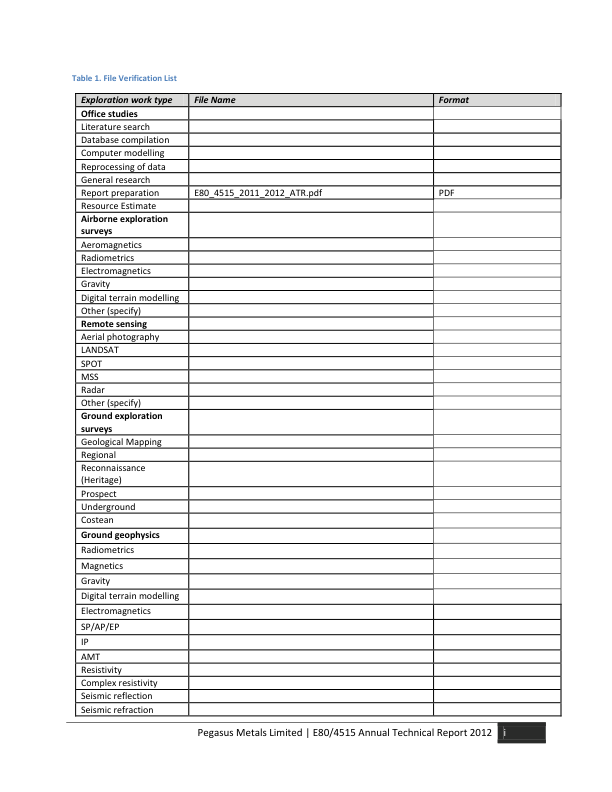 Table 1. File Verification List
Exploration work type File Name Format
Office studies
Literature search
Database compilation
Computer modelling
Reprocessing of data
General research
Report preparation E80_4515_2011_2012_ATR.pdf PDF
Resource Estimate
Airborne exploration
surveys
Aeromagnetics
Radiometrics
Electromagnetics
Gravity
Digital terrain modelling
Other (specify)
Remote sensing
Aerial photography
LANDSAT
SPOT
MSS
Radar
Other (specify)
Ground exploration
surveys
Geological Mapping
Regional
Reconnaissance
(Heritage)
Prospect
Underground
Costean
Ground geophysics
Radiometrics
Magnetics
Gravity
Digital terrain modelling
Electromagnetics
SP/AP/EP
IP
AMT
Resistivity
Complex resistivity
Seismic reflection
Seismic refraction
Pegasus Metals Limited | E80/4515 Annual Technical Report 2012 i